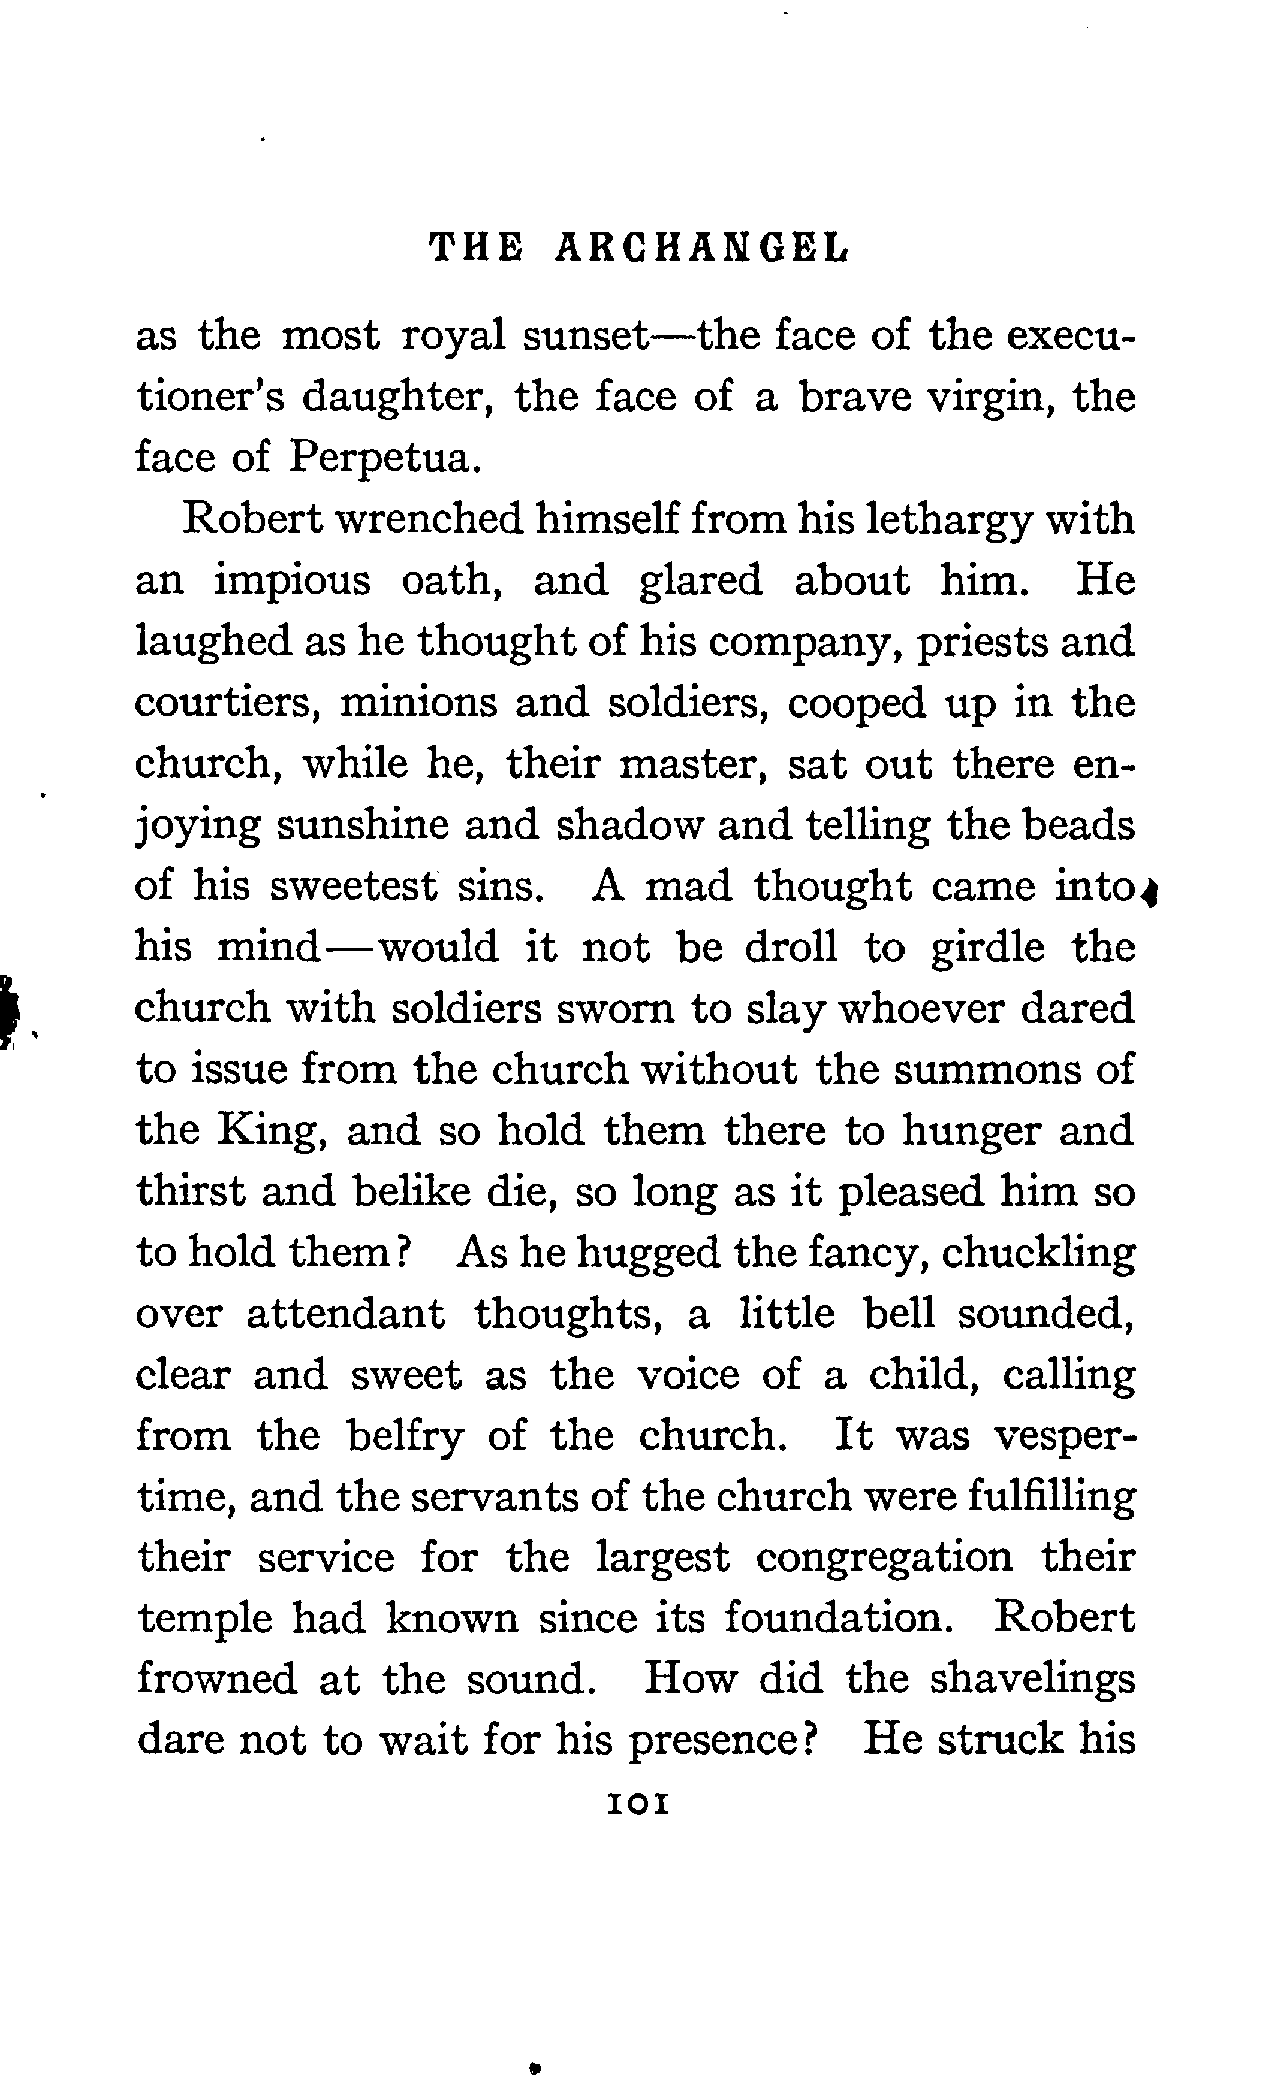 THE ARCHANGEL
as the most royal sunset—the face of the execu-
tioner's daughter, the face of a brave virgin, the
face of Perpetua.
Robert wrenched himself from his lethargy with
an impious oath, and glared about him. He
laughed as he thought of his company, priests and
courtiers, minions and soldiers, cooped up in the
church, while he, their master, sat out there en-
joying sunshine and shadow and telling the beads
of his sweetest sins. A mad thought came into
his mind—would it not be droll to girdle the
church with soldiers sworn to slay whoever dared
to issue from the church without the summons of
the King, and so hold them there to hunger and
thirst and belike die, so long as it pleased him so
to hold them? As he hugged the fancy, chuckling
over attendant thoughts, a little bell sounded,
clear and sweet as the voice of a child, calling
from the belfry of the church. It was vesper-
time, and the servants of the church were fulfilling
their service for the largest congregation their
temple had known since its foundation. Robert
frowned at the sound. How did the shavelings
dare not to wait for his presence? He struck his
101